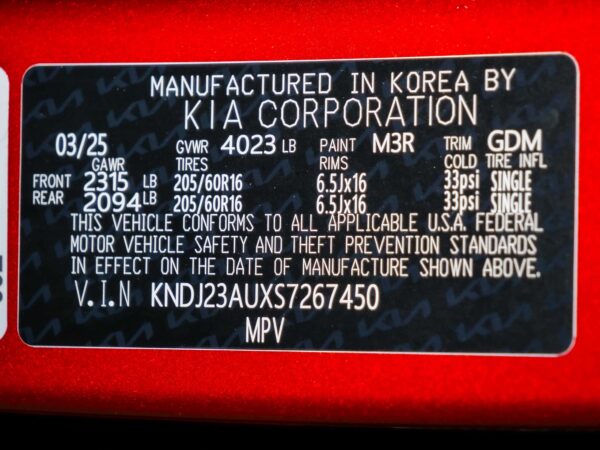 MANUFACTURED IN KOREA BY
KIA CORPORATION
03/25 GVWR 4023 LB PAINT M3R TRIM GDM
GAWR TIRES RIMS COLD TIRE INFL
FRONT 2315 LB 205/60R16 6.5Jx16 33psi SINGLE
REAR 2094 LB 205/60R16 6.5Jx16 33psi SINGLE
THIS VEHICLE CONFORMS TO ALL APPLICABLE U.S.A. FEDERAL
MOTOR VEHICLE SAFETY AND THEFT PREVENTION STANDARDS
IN EFFECT ON THE DATE OF MANUFACTURE SHOWN ABOVE.
V.I.N KNDJ23AUXS7267450
MPV